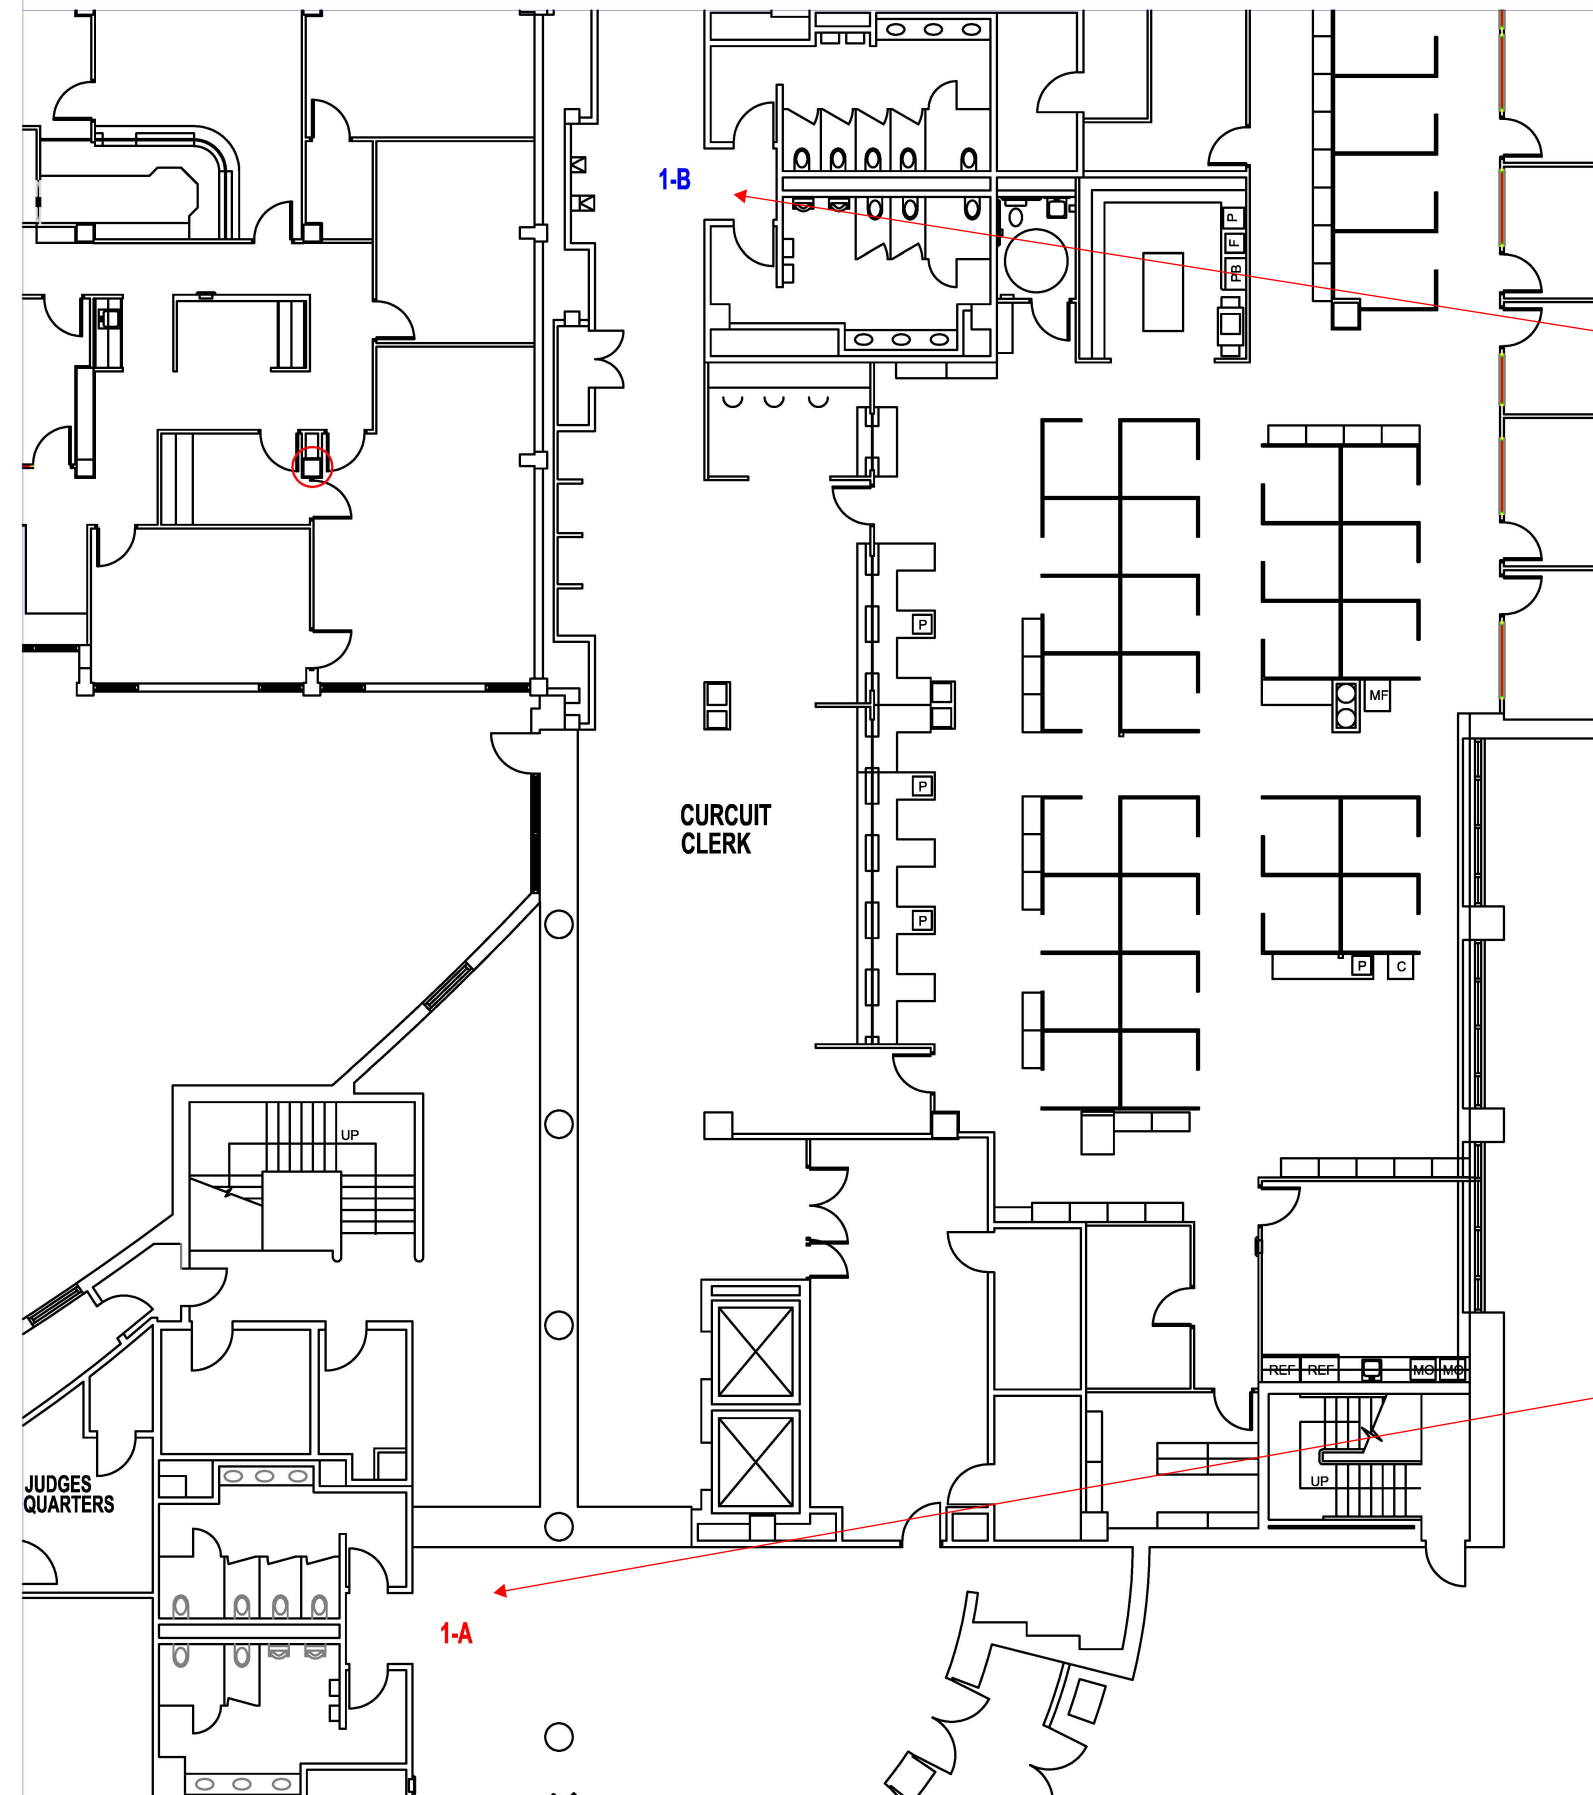 1-B
P
F
PB
P
MF
P
CURCUIT
CLERK
P
P
C
UP
REF
REF
MO
MO
UP
JUDGES
QUARTERS
1-A